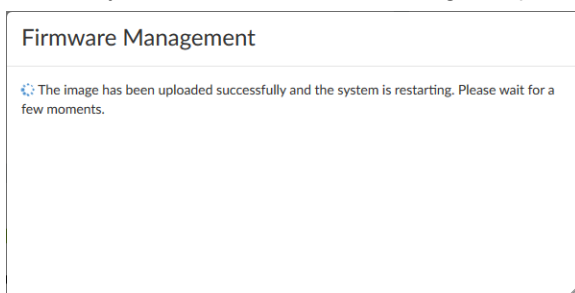 Firmware Management
The image has been uploaded successfully and the system is restarting. Please wait for a
few moments.